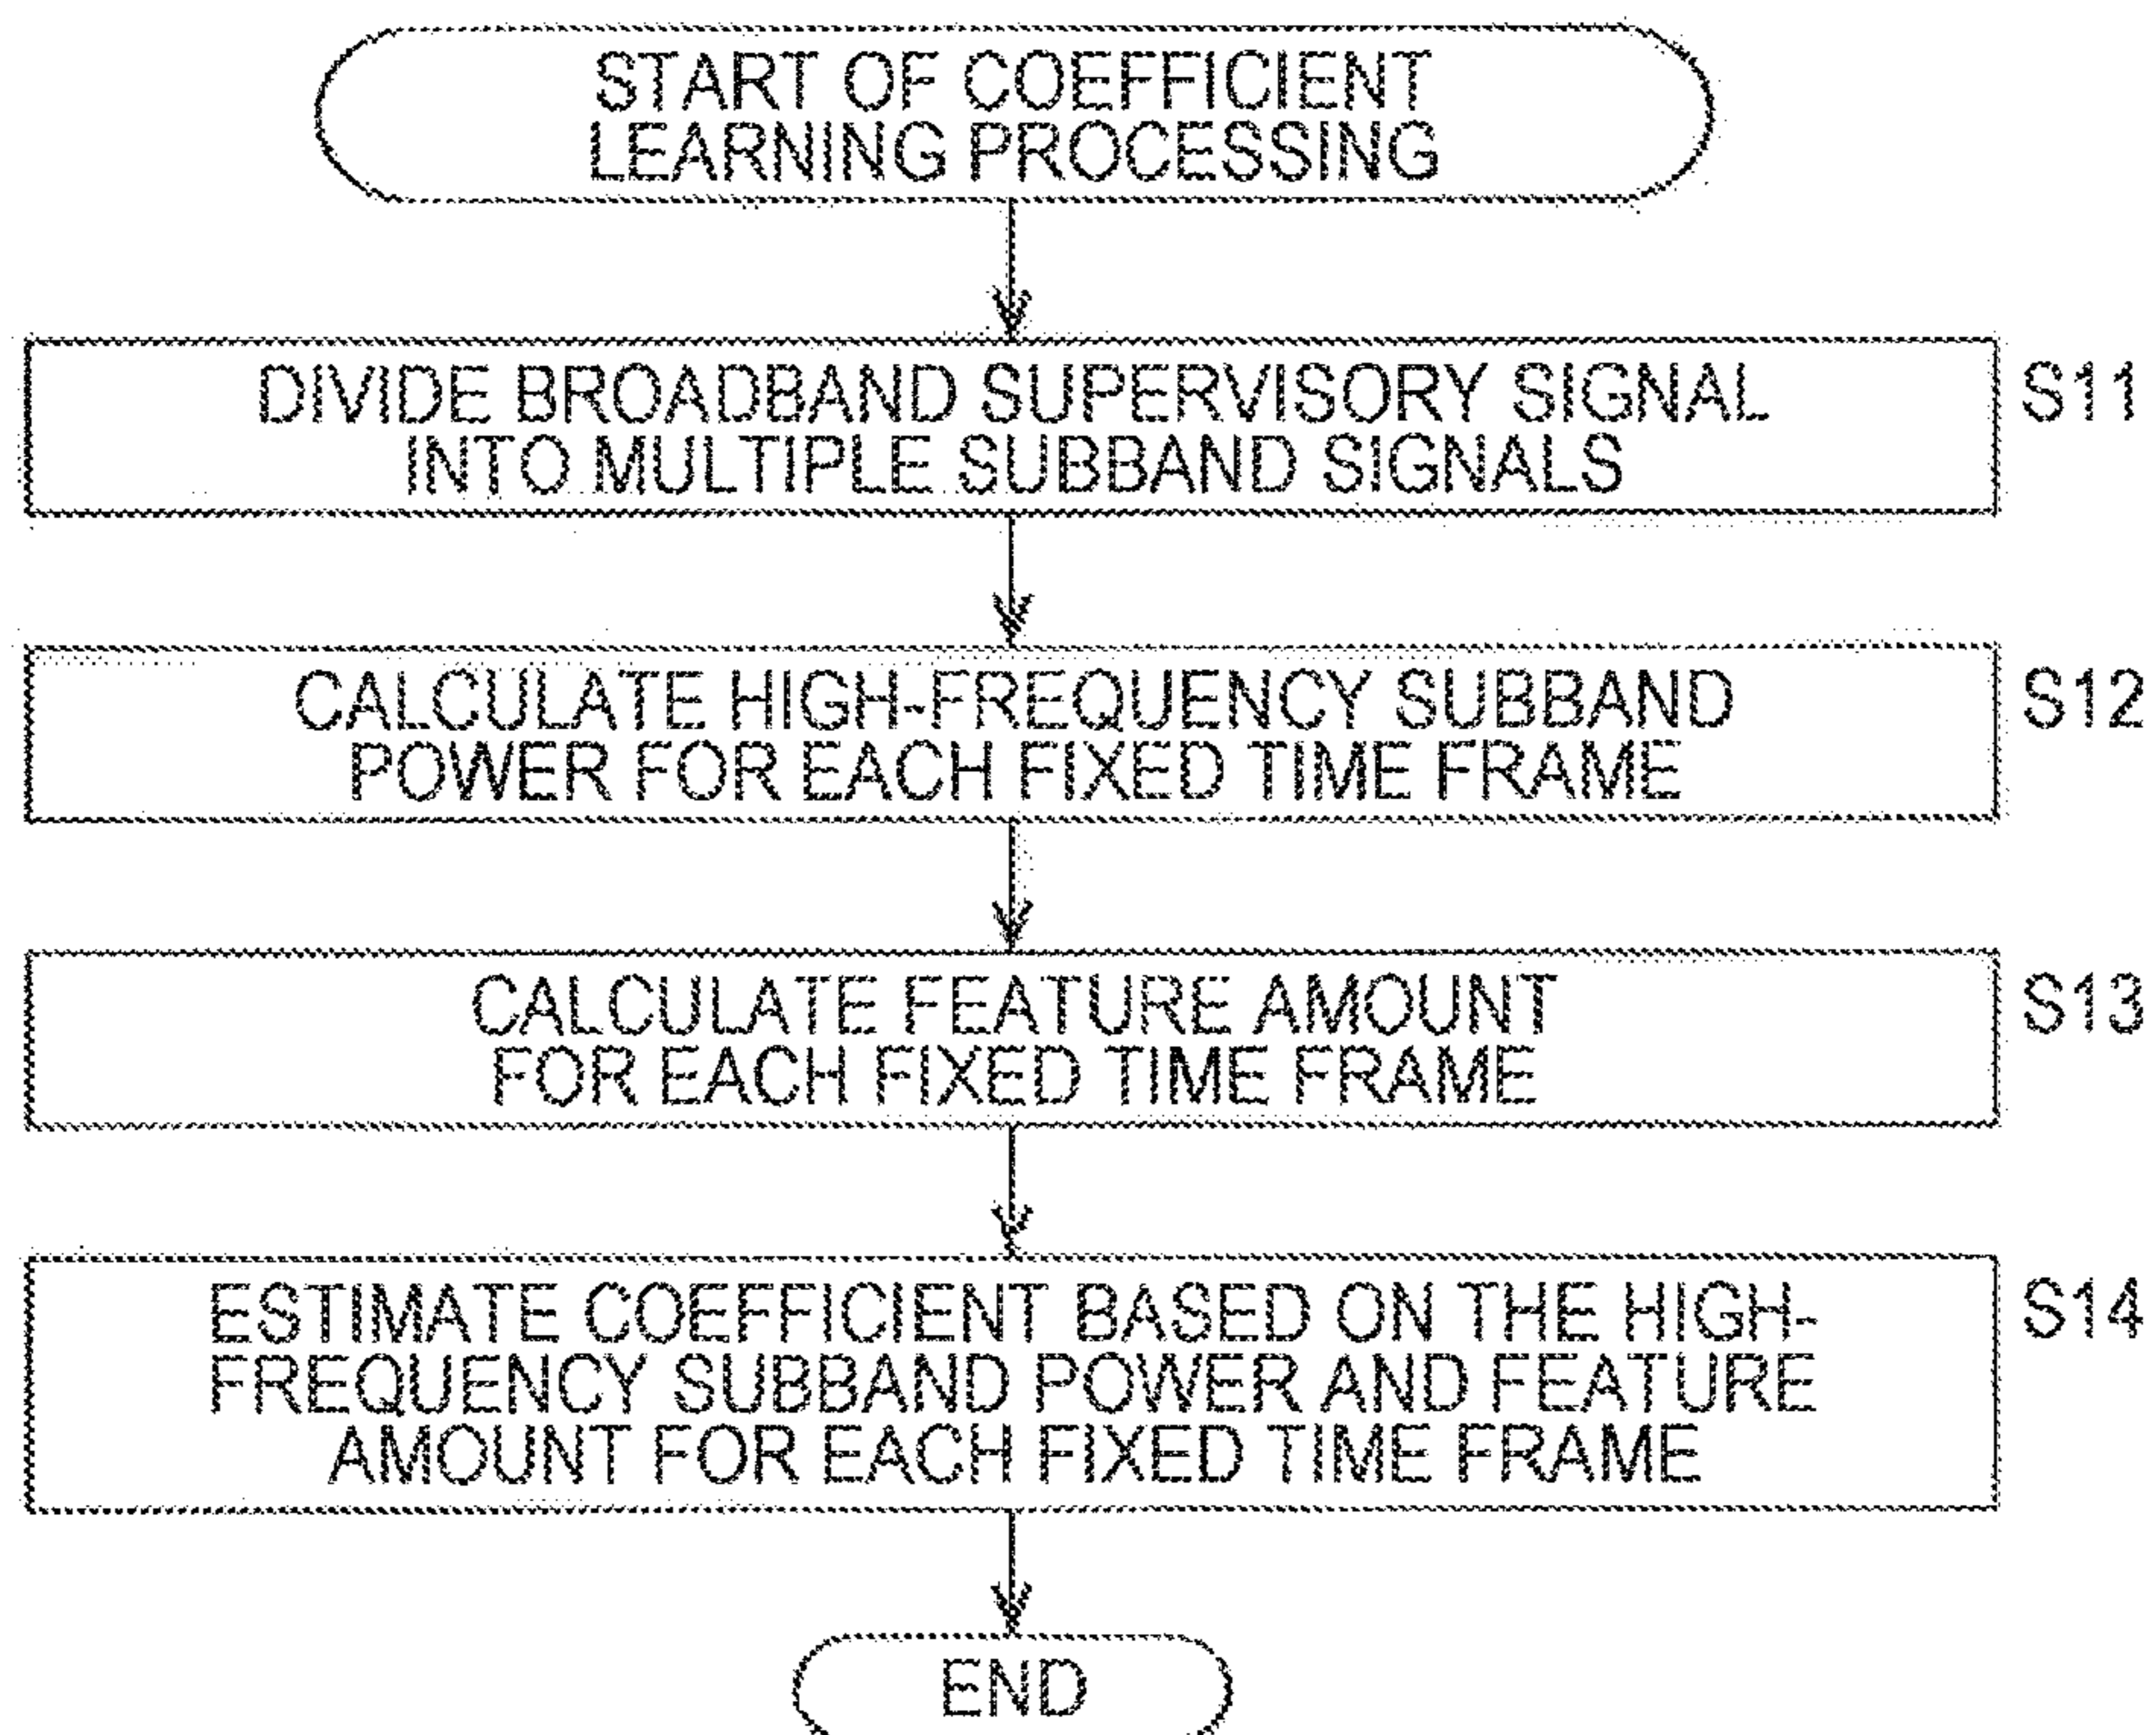 START OF COEFFICIENT
LEARNING PROCESSING
DIVIDE BROADBAND SUPERVISORY SIGNAL
INTO MULTIPLE SUBBAND SIGNALS
S11
CALCULATE HIGH-FREQUENCY SUBBAND
POWER FOR EACH FIXED TIME FRAME
S12
CALCULATE FEATURE AMOUNT
FOR EACH FIXED TIME FRAME
S13
ESTIMATE COEFFICIENT BASED ON THE HIGH-
FREQUENCY SUBBAND POWER AND FEATURE
AMOUNT FOR EACH FIXED TIME FRAME
S14
END